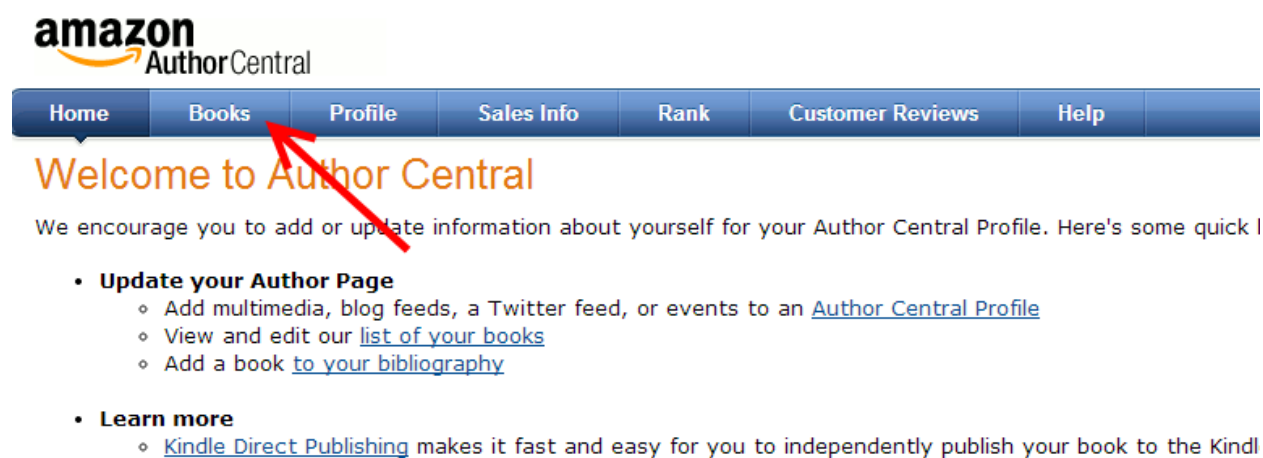 amazon
AuthorCentral
Home Books Profile Sales Info Rank Customer Reviews Help
Welcome to Author Central
We encourage you to add or update information about yourself for your Author Central Profile. Here's some quick
• Update your Author Page
◦ Add multimedia, blog feeds, a Twitter feed, or events to an Author Central Profile
◦ View and edit our list of your books
◦ Add a book to your bibliography
• Learn more
◦ Kindle Direct Publishing makes it fast and easy for you to independently publish your book to the Kindl